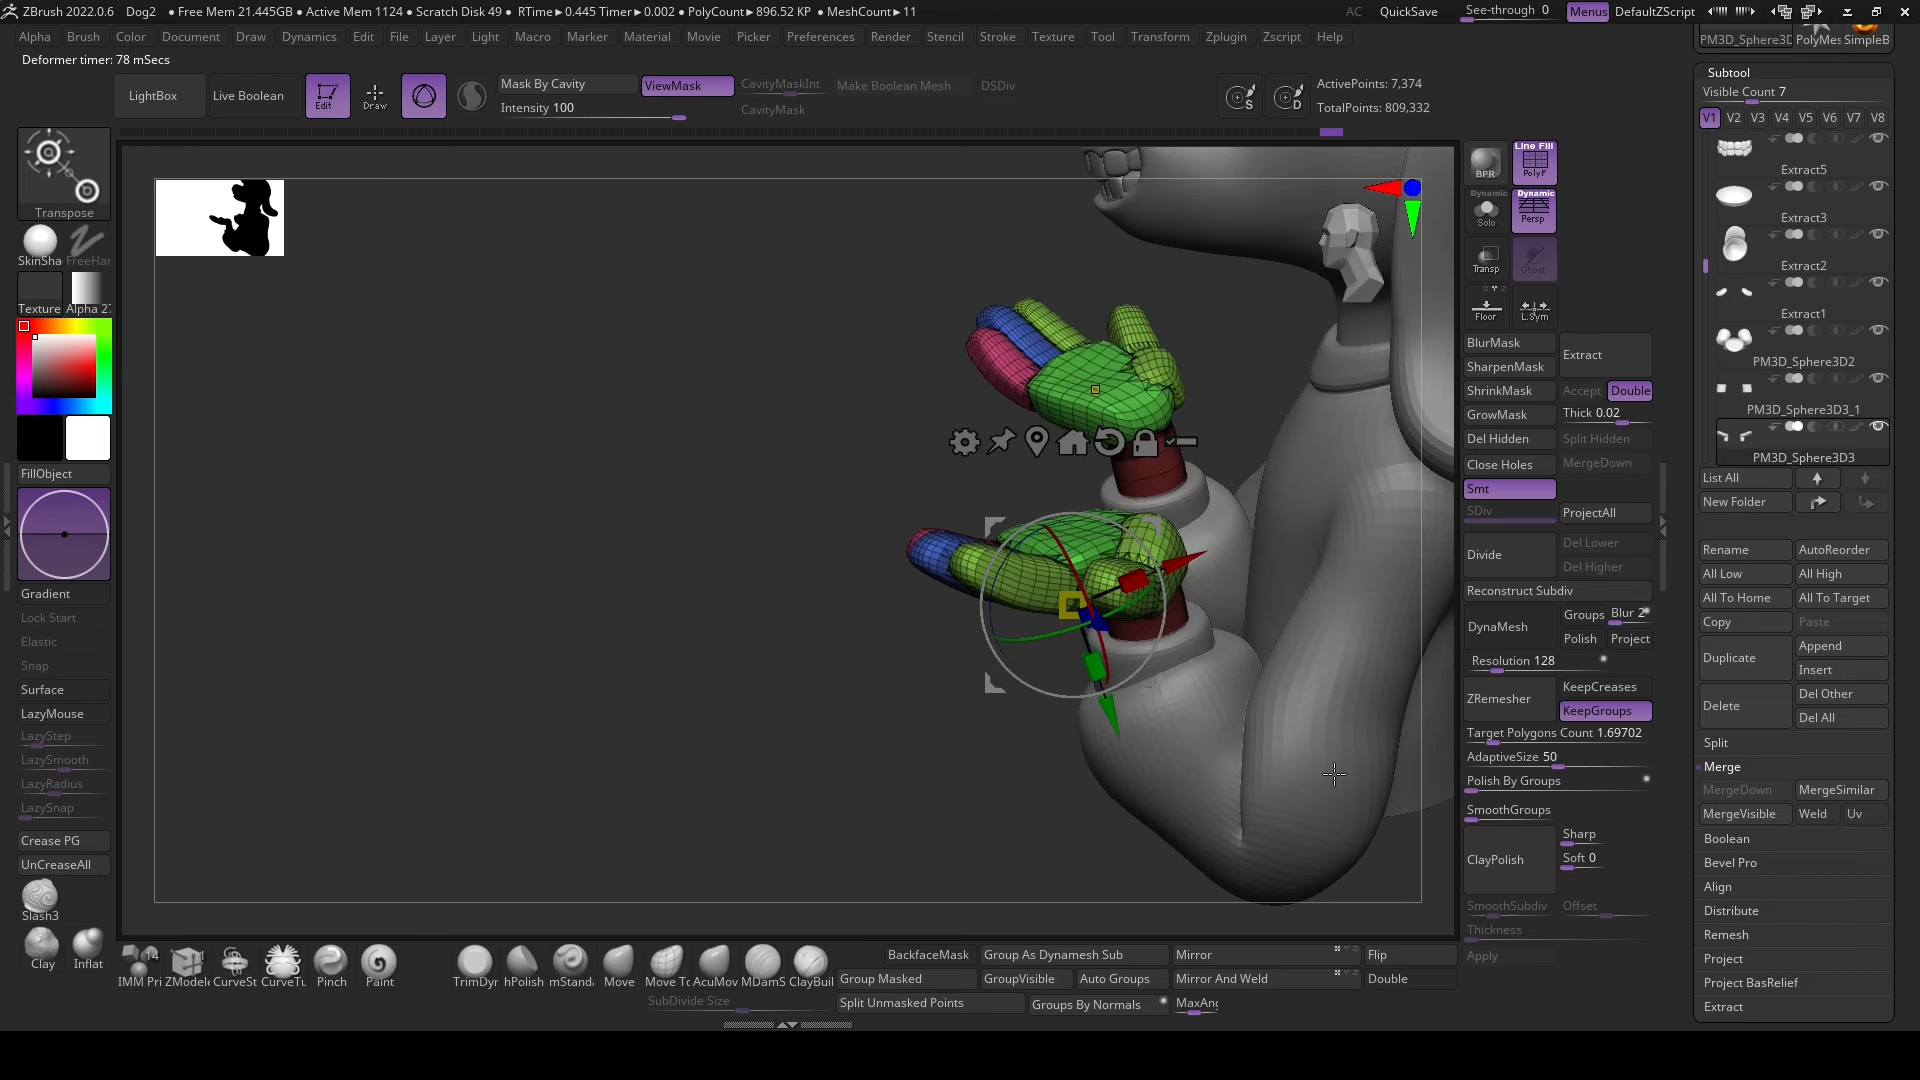 ZBrush 2022.0.6 Dog2 • Free Mem 21.445GB • Active Mem 1124 • Scratch Disk 49 • RTime►0.445 Timer►0.002 • PolyCount►896.52 KP • MeshCount►11
AC QuickSave See-through 0 Menus DefaultZScript
Alpha Brush Color Document Draw Dynamics Edit File Layer Light Macro Marker Material Movie Picker Preferences Render Stencil Stroke Texture Tool Transform Zplugin Zscript Help
Deformer timer: 78 mSecs
LightBox Live Boolean Edit Draw
Mask By Cavity ViewMask CavityMaskInt Make Boolean Mesh DSDiv
Intensity 100 CavityMask
S D
ActivePoints: 7,374
TotalPoints: 809,332
Transpose
SkinSha FreeHar
Texture Alpha 2
FillObject
Gradient
Lock Start
Elastic
Snap
Surface
LazyMouse
LazyStep
LazySmooth
LazyRadius
LazySnap
Crease PG
UnCreaseAll
Slash3
Clay Inflat
IMM Pri 14 ZModel CurveSt CurveTu Pinch Paint TrimDyr hPolish mStand Move Move To AcuMov MDamS ClayBuil
SubDivide Size
BackfaceMask Group As Dynamesh Sub Mirror Flip
Group Masked GroupVisible Auto Groups Mirror And Weld Double
Split Unmasked Points Groups By Normals MaxAng
BPR Line Fill PolyF
Dynamic Solo Dynamic Persp
Transp Ghost
Floor L.Sym
BlurMask
SharpenMask Extract
ShrinkMask Accept Double
GrowMask Thick 0.02
Del Hidden Split Hidden
Close Holes MergeDown
Smt
SDiv ProjectAll
Divide Del Lower
Del Higher
Reconstruct Subdiv
DynaMesh Groups Blur 2
Polish Project
Resolution 128
ZRemesher KeepCreases
KeepGroups
Target Polygons Count 1.69702
AdaptiveSize 50
Polish By Groups
SmoothGroups
ClayPolish Sharp
Soft 0
SmoothSubdiv Offset
Thickness
Apply
PM3D_Sphere3D PolyMes SimpleB
Subtool
Visible Count 7
V1 V2 V3 V4 V5 V6 V7 V8
Extract5
Extract3
Extract2
Extract1
PM3D_Sphere3D2
PM3D_Sphere3D3_1
PM3D_Sphere3D3
List All
New Folder
Rename AutoReorder
All Low All High
All To Home All To Target
Copy Paste
Duplicate Append
Insert
Delete Del Other
Del All
Split
Merge
MergeDown MergeSimilar
MergeVisible Weld Uv
Boolean
Bevel Pro
Align
Distribute
Remesh
Project
Project BasRelief
Extract